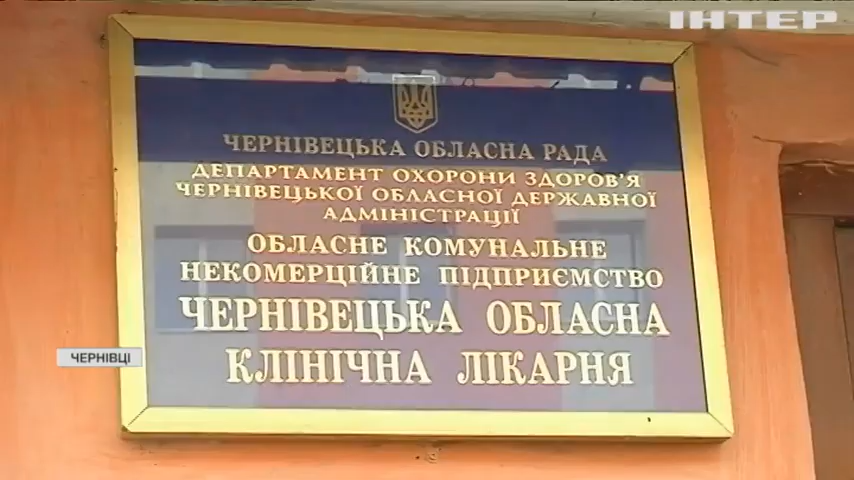 ІНТЕР
ЧЕРНІВЕЦЬКА ОБЛАСНА РАДА
ДЕПАРТАМЕНТ ОХОРОНИ ЗДОРОВ'Я
ЧЕРНІВЕЦЬКОЇ ОБЛАСНОЇ ДЕРЖАВНОЇ
АДМІНІСТРАЦІЇ
ОБЛАСНЕ КОМУНАЛЬНЕ
НЕКОМЕРЦІЙНЕ ПІДПРИЄМСТВО
ЧЕРНІВЕЦЬКА ОБЛАСНА
КЛІНІЧНА ЛІКАРНЯ
ЧЕРНІВЦІ